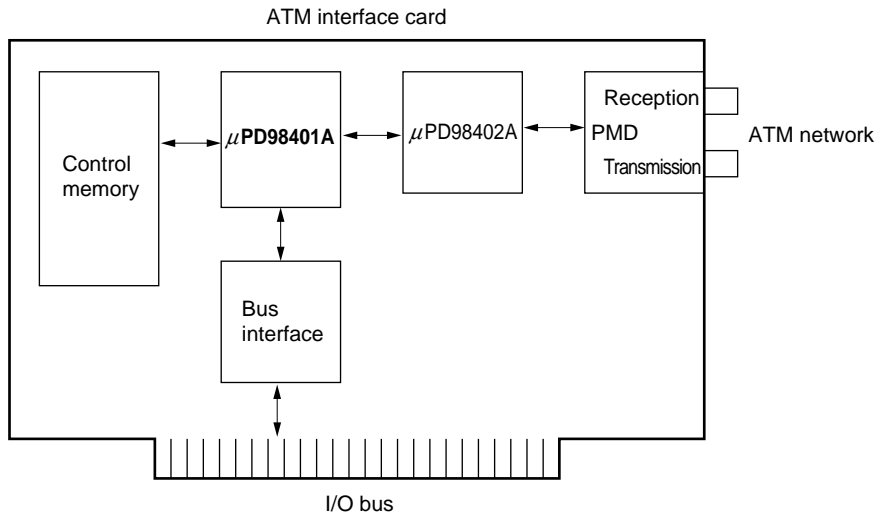 ATM interface card
Control
memory
μPD98401A
μPD98402A
Reception
PMD
Transmission
ATM network
Bus
interface
I/O bus